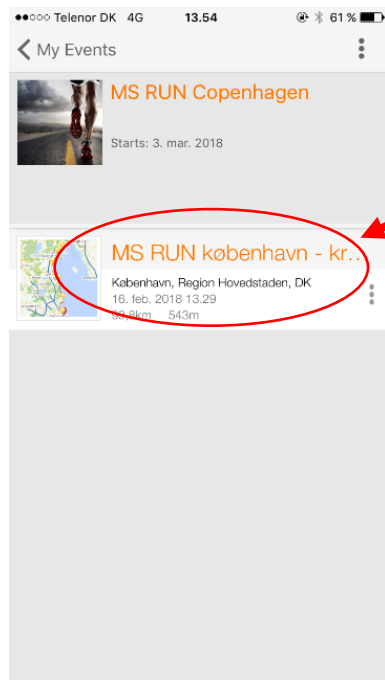 Telenor DK 4G 13.54 61 %
My Events
MS RUN Copenhagen
Starts: 3. mar. 2018
MS RUN københavn - kr...
København, Region Hovedstaden, DK
16. feb. 2018 13.29
543m